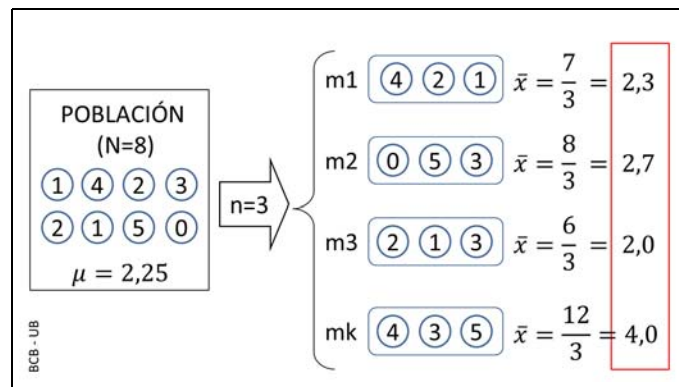 POBLACIÓN
(N=8)
1 4 2 3
2 1 5 0
μ = 2,25
n=3
m1 4 2 1 x̄ = 7/3 = 2,3
m2 0 5 3 x̄ = 8/3 = 2,7
m3 2 1 3 x̄ = 6/3 = 2,0
mk 4 3 5 x̄ = 12/3 = 4,0
BCB - UB